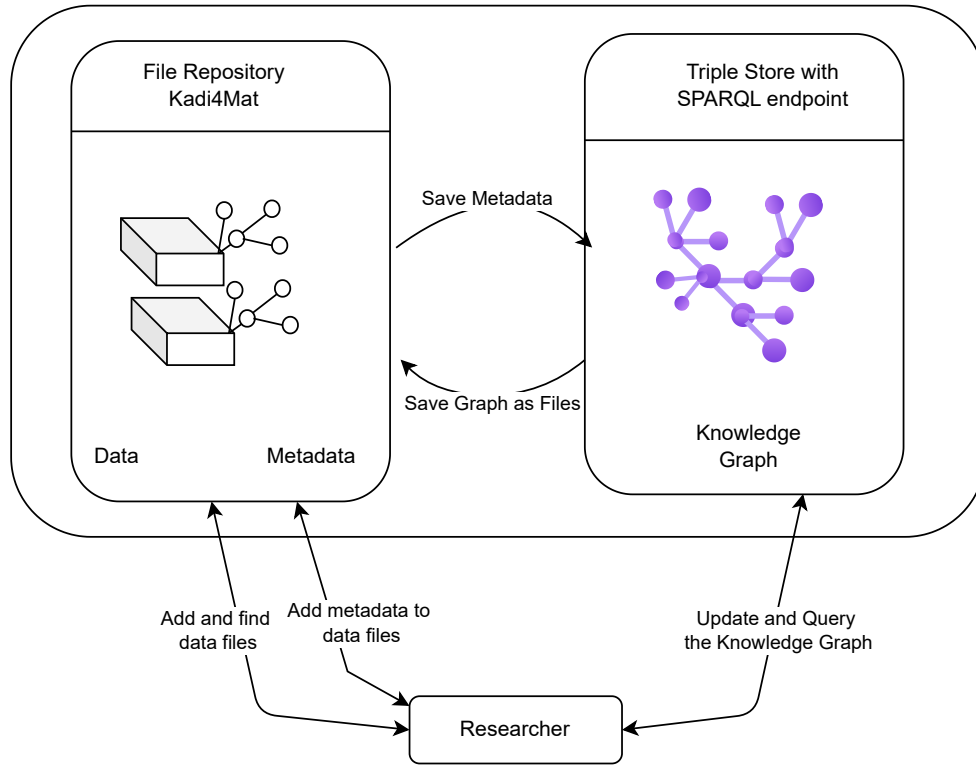 File Repository
Kadi4Mat
Triple Store with
SPARQL endpoint
Save Metadata
Save Graph as Files
Data
Metadata
Knowledge
Graph
Add and find
data files
Add metadata to
data files
Update and Query
the Knowledge Graph
Researcher